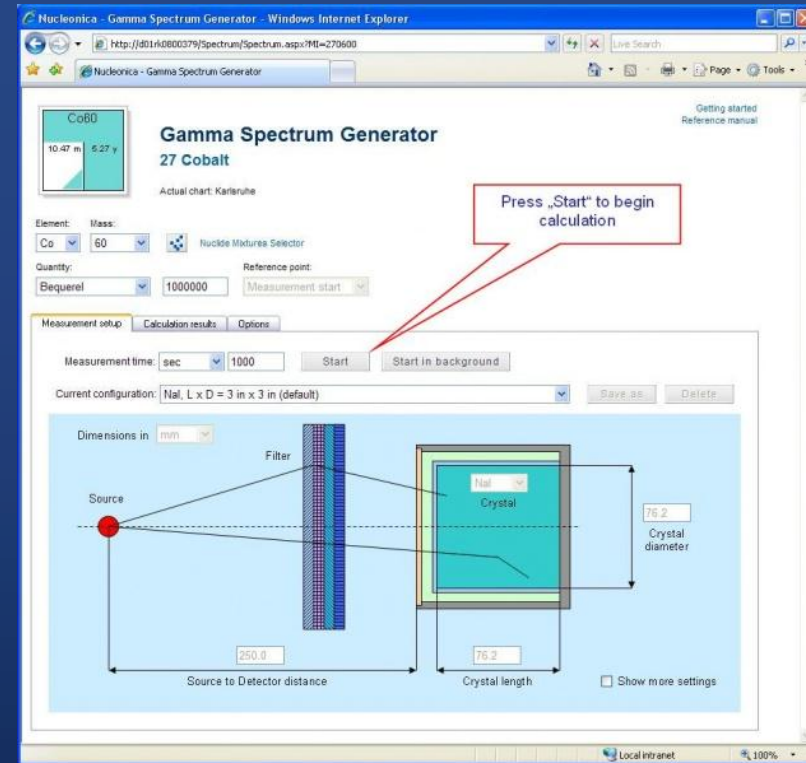 Nucleonica - Gamma Spectrum Generator - Windows Internet Explorer
http://d01rk0800379/Spectrum/Spectrum.aspx?MI=270600
Live Search
Nucleonica - Gamma Spectrum Generator
Page
Tools
Getting started
Reference manual
Co60
10.47 m
5.27 y
Gamma Spectrum Generator
27 Cobalt
Actual chart: Karlsruhe
Press „Start“ to begin
calculation
Element: Mass:
Co 60 Nuclide Mixtures Selector
Quantity: Reference point:
Bequerel 1000000 Measurement start
Measurement setup Calculation results Options
Measurement time: sec 1000 Start Start in background
Current configuration: NaI, L x D = 3 in x 3 in (default) Save as Delete
Dimensions in mm
Filter
Source
NaI
Crystal
76.2
Crystal
diameter
250.0
76.2
Source to Detector distance Crystal length Show more settings
Local intranet 100%